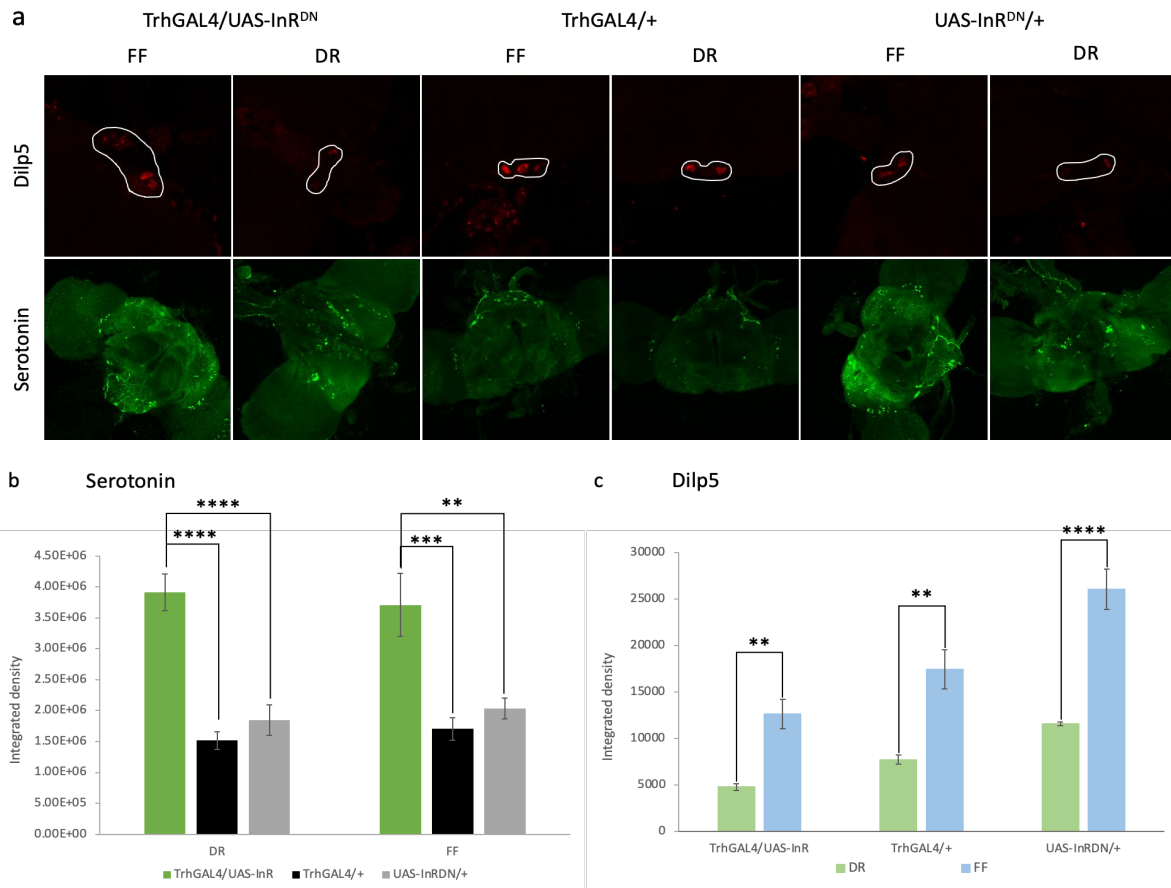 a
TrhGAL4/UAS-InRᴰᴺ TrhGAL4/+ UAS-InRᴰᴺ/+
FF DR FF DR FF DR
Dilp5
Serotonin
b Serotonin
**** **
**** ***
Integrated density
4.50E+06
4.00E+06
3.50E+06
3.00E+06
2.50E+06
2.00E+06
1.50E+06
1.00E+06
5.00E+05
0.00E+00
DR FF
TrhGAL4/UAS-InR TrhGAL4/+ UAS-InRDN/+
c Dilp5
****
**
**
Integrated density
30000
25000
20000
15000
10000
5000
0
TrhGAL4/UAS-InR TrhGAL4/+ UAS-InRDN/+
DR FF